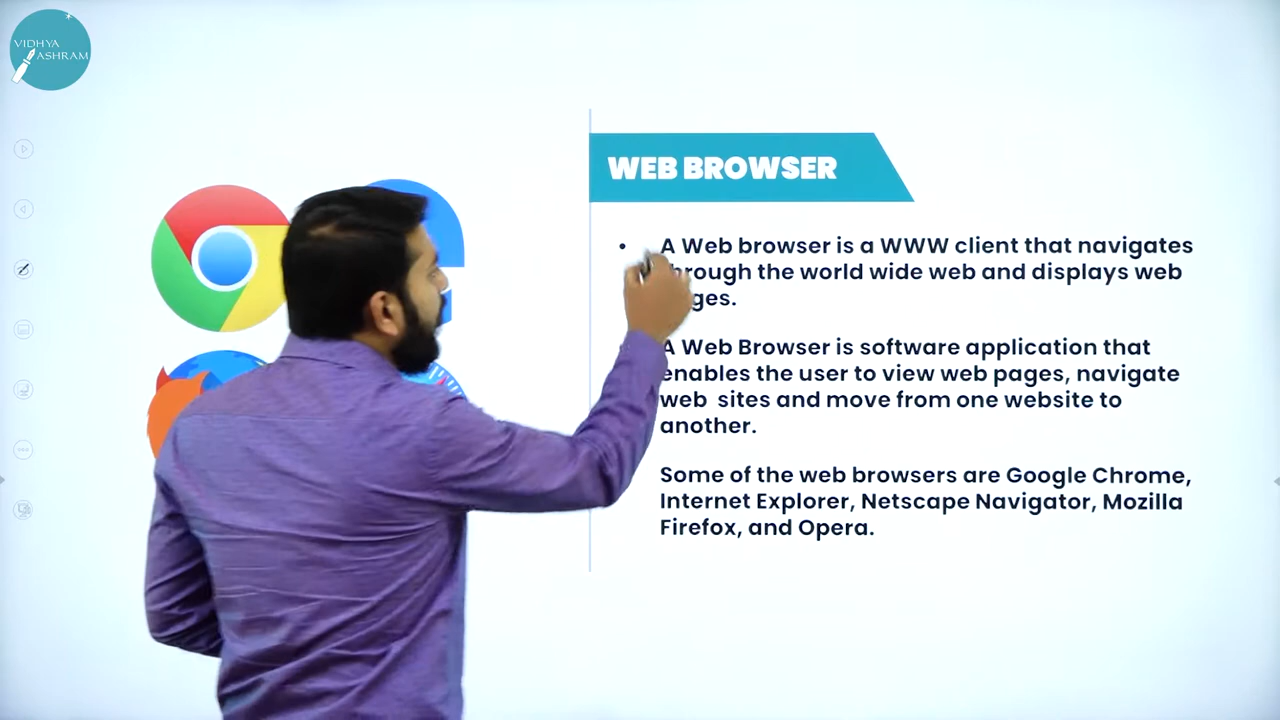 VIDHYA
ASHRAM
WEB BROWSER
• A Web browser is a WWW client that navigates
through the world wide web and displays web
pages.
A Web Browser is software application that
enables the user to view web pages, navigate
web sites and move from one website to
another.
Some of the web browsers are Google Chrome,
Internet Explorer, Netscape Navigator, Mozilla
Firefox, and Opera.